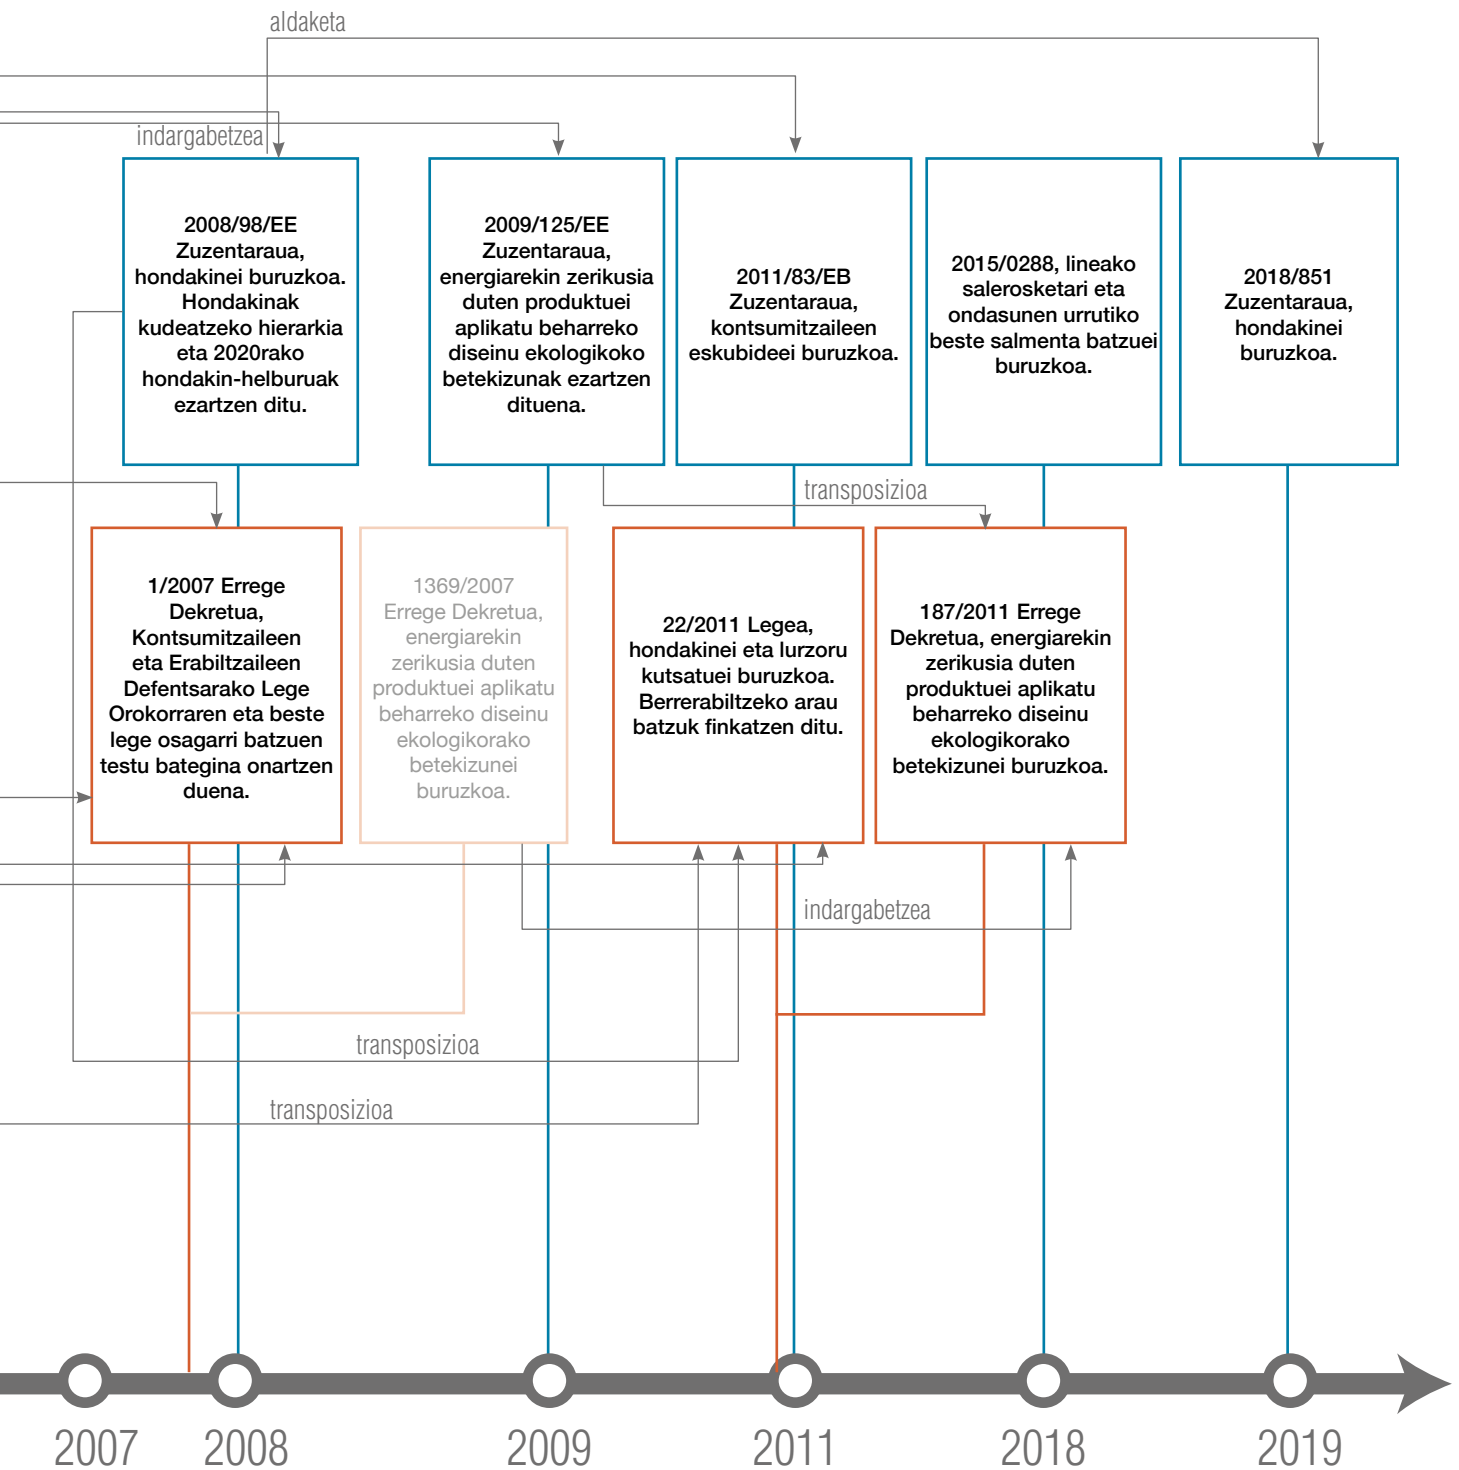 aldaketa
indargabetzea
2008/98/EE
Zuzentaraua,
hondakinei buruzkoa.
Hondakinak
kudeatzeko hierarkia
eta 2020rako
hondakin-helburuak
ezartzen ditu.
2009/125/EE
Zuzentaraua,
energiarekin zerikusia
duten produktuei
aplikatu beharreko
diseinu ekologikoko
betekizunak ezartzen
dituena.
2011/83/EB
Zuzentaraua,
kontsumitzaileen
eskubideei buruzkoa.
2015/0288, lineako
salerosketari eta
ondasunen urrutiko
beste salmenta batzuei
buruzkoa.
2018/851
Zuzentaraua,
hondakinei
buruzkoa.
transposizioa
1/2007 Errege
Dekretua,
Kontsumitzaileen
eta Erabiltzaileen
Defentsarako Lege
Orokorraren eta beste
lege osagarri batzuen
testu bategina onartzen
duena.
1369/2007
Errege Dekretua,
energiarekin
zerikusia duten
produktuei aplikatu
beharreko diseinu
ekologikorako
betekizunei
buruzkoa.
22/2011 Legea,
hondakinei eta lurzoru
kutsatuei buruzkoa.
Berrerabiltzeko arau
batzuk finkatzen ditu.
187/2011 Errege
Dekretua, energiarekin
zerikusia duten
produktuei aplikatu
beharreko diseinu
ekologikorako
betekizunei buruzkoa.
indargabetzea
transposizioa
transposizioa
2007
2008
2009
2011
2018
2019